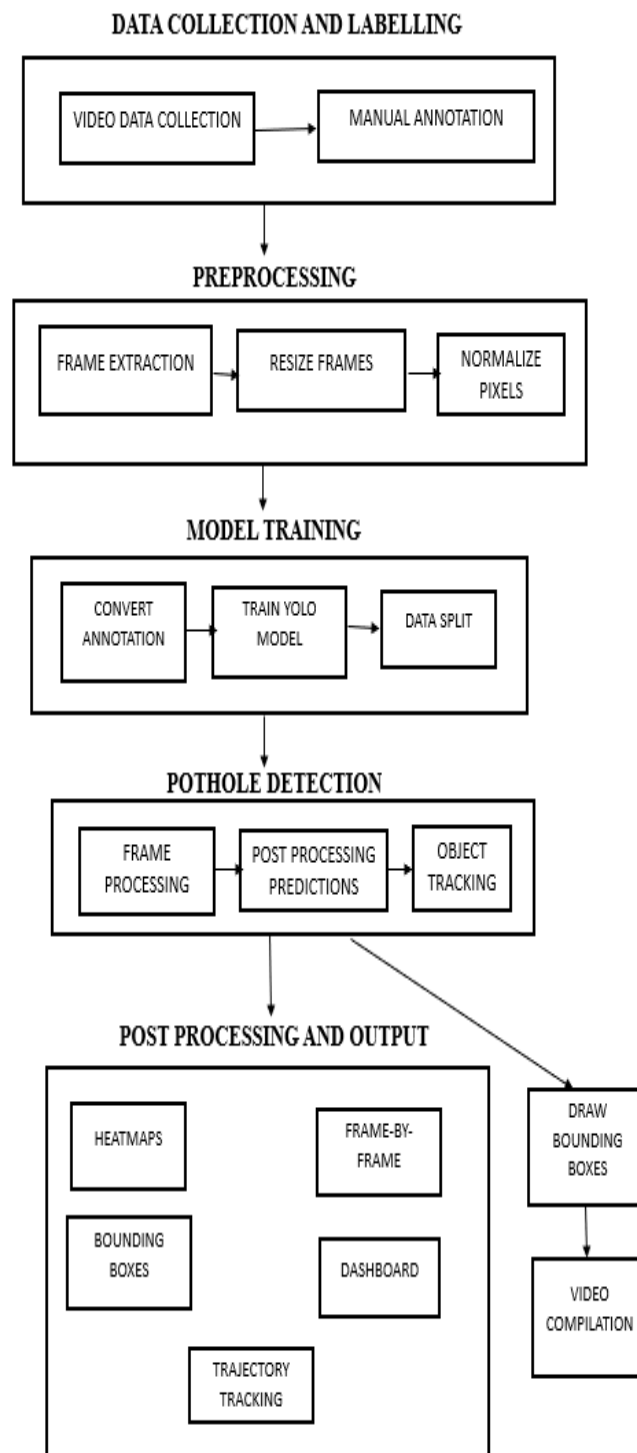 DATA COLLECTION AND LABELLING
VIDEO DATA COLLECTION
MANUAL ANNOTATION
PREPROCESSING
FRAME EXTRACTION
RESIZE FRAMES
NORMALIZE
PIXELS
MODEL TRAINING
CONVERT
ANNOTATION
TRAIN YOLO
MODEL
DATA SPLIT
POTHOLE DETECTION
FRAME
PROCESSING
POST PROCESSING
PREDICTIONS
OBJECT
TRACKING
POST PROCESSING AND OUTPUT
HEATMAPS
FRAME-BY-
FRAME
BOUNDING
BOXES
DASHBOARD
TRAJECTORY
TRACKING
DRAW
BOUNDING
BOXES
VIDEO
COMPILATION